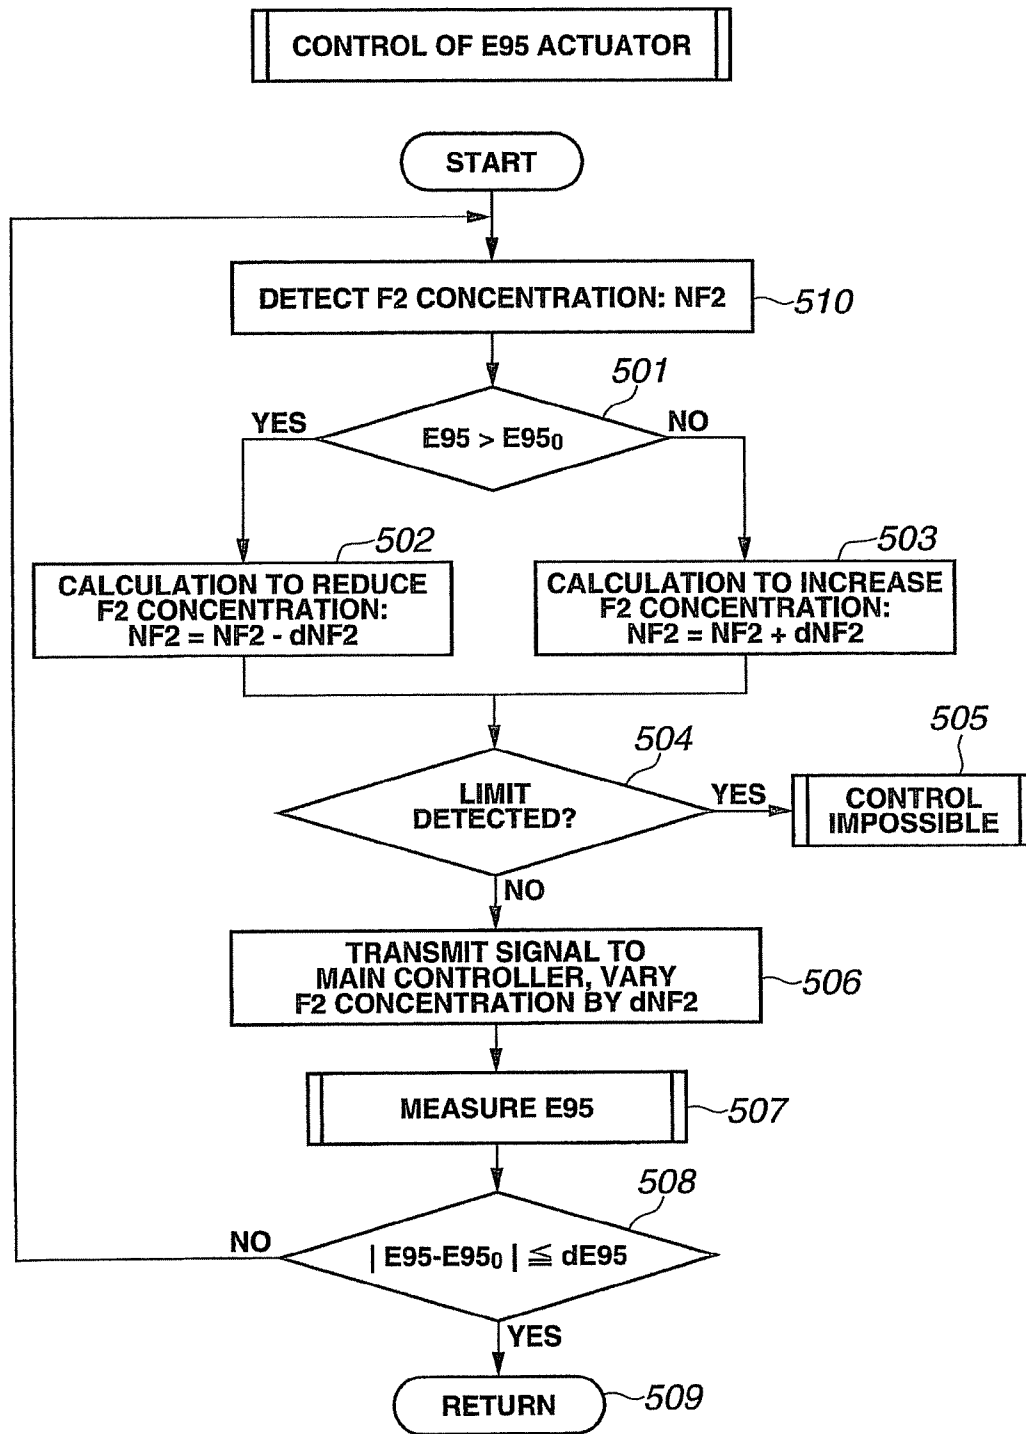 CONTROL OF E95 ACTUATOR
START
DETECT F2 CONCENTRATION: NF2
510
501
YES
E95 > E95₀
NO
502
CALCULATION TO REDUCE
F2 CONCENTRATION:
NF2 = NF2 - dNF2
503
CALCULATION TO INCREASE
F2 CONCENTRATION:
NF2 = NF2 + dNF2
504
LIMIT
DETECTED?
YES
505
CONTROL
IMPOSSIBLE
NO
TRANSMIT SIGNAL TO
MAIN CONTROLLER, VARY
F2 CONCENTRATION BY dNF2
506
MEASURE E95
507
508
NO
| E95-E95₀ | ≦ dE95
YES
RETURN
509